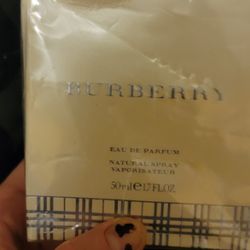 BURBERRY
EAU DE PARFUM
NATURAL SPRAY
VAPORISATEUR
50 ml ℮ 1.7 FL.OZ.